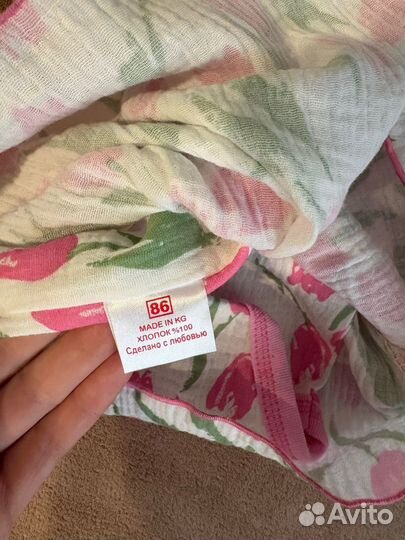 86
MADE IN KG
ХЛОПОК %100
Сделано с любовью
Avito